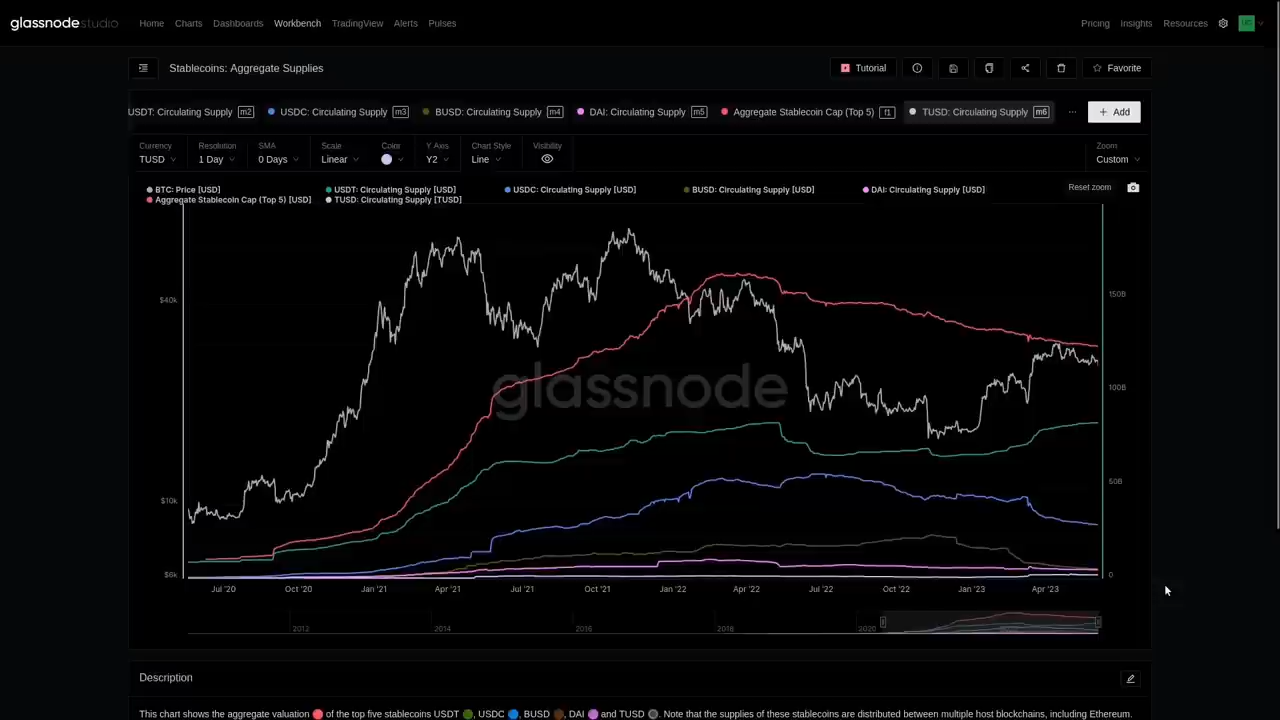 glassnodestudio Home Charts Dashboards Workbench TradingView Alerts Pulses Pricing Insights Resources
Stablecoins: Aggregate Supplies Tutorial Favorite
USDT: Circulating Supply m2 USDC: Circulating Supply m3 BUSD: Circulating Supply m4 DAI: Circulating Supply m5 Aggregate Stablecoin Cap (Top 5) f1 TUSD: Circulating Supply m6 ... + Add
Currency Resolution SMA Scale Color Y Axis Chart Style Visibility Zoom
TUSD 1 Day 0 Days Linear Y2 Line Custom
BTC: Price [USD] USDT: Circulating Supply [USD] USDC: Circulating Supply [USD] BUSD: Circulating Supply [USD] DAI: Circulating Supply [USD] Reset zoom
Aggregate Stablecoin Cap (Top 5) [USD] TUSD: Circulating Supply [TUSD]
150B
$40k
glassnode
100B
50B
$10k
$6k 0
Jul '20 Oct '20 Jan '21 Apr '21 Jul '21 Oct '21 Jan '22 Apr '22 Jul '22 Oct '22 Jan '23 Apr '23
2012 2014 2016 2018 2020
Description
This chart shows the aggregate valuation of the top five stablecoins USDT , USDC , BUSD , DAI and TUSD . Note that the supplies of these stablecoins are distributed between multiple host blockchains, including Ethereum.